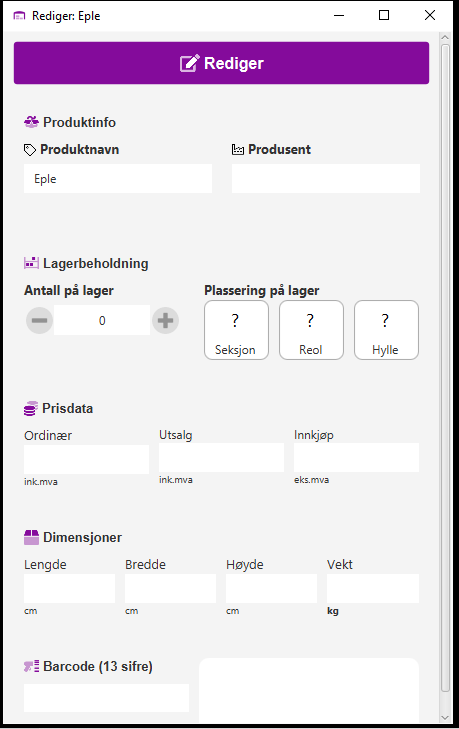 Rediger: Eple
Rediger
Produktinfo
Produktnavn Produsent
Eple
Lagerbeholdning
Antall på lager Plassering på lager
0
? ? ?
Seksjon Reol Hylle
Prisdata
Ordinær Utsalg Innkjøp
ink.mva ink.mva eks.mva
Dimensjoner
Lengde Bredde Høyde Vekt
cm cm cm kg
Barcode (13 sifre)